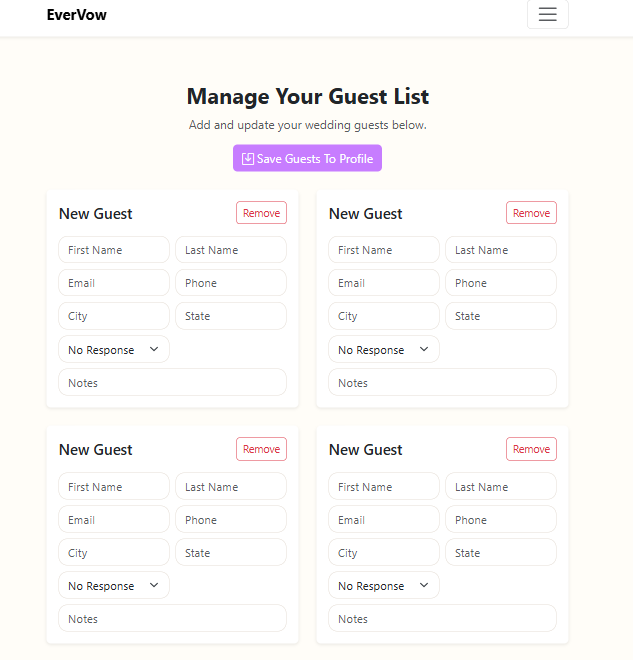 EverVow
Manage Your Guest List
Add and update your wedding guests below.
Save Guests To Profile
New Guest Remove
First Name Last Name
Email Phone
City State
No Response
Notes
New Guest Remove
First Name Last Name
Email Phone
City State
No Response
Notes
New Guest Remove
First Name Last Name
Email Phone
City State
No Response
Notes
New Guest Remove
First Name Last Name
Email Phone
City State
No Response
Notes